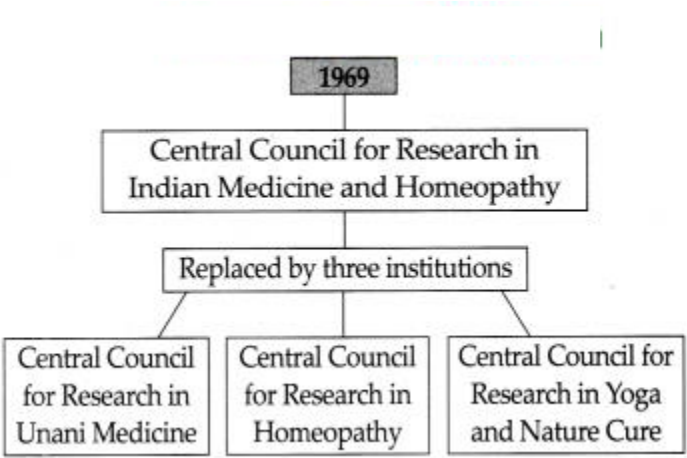 1969
Central Council for Research in
Indian Medicine and Homeopathy
Replaced by three institutions
Central Council
for Research in
Unani Medicine
Central Council
for Research in
Homeopathy
Central Council for
Research in Yoga
and Nature Cure